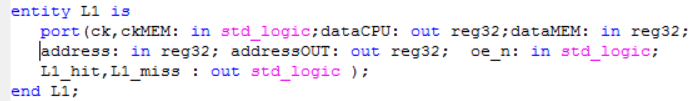 entity L1 is
port(ck,ckMEM: in std_logic;dataCPU: out reg32;dataMEM: in reg32;
address: in reg32; addressOUT: out reg32;  oe_n: in std_logic;
L1_hit,L1_miss : out std_logic );
end L1;